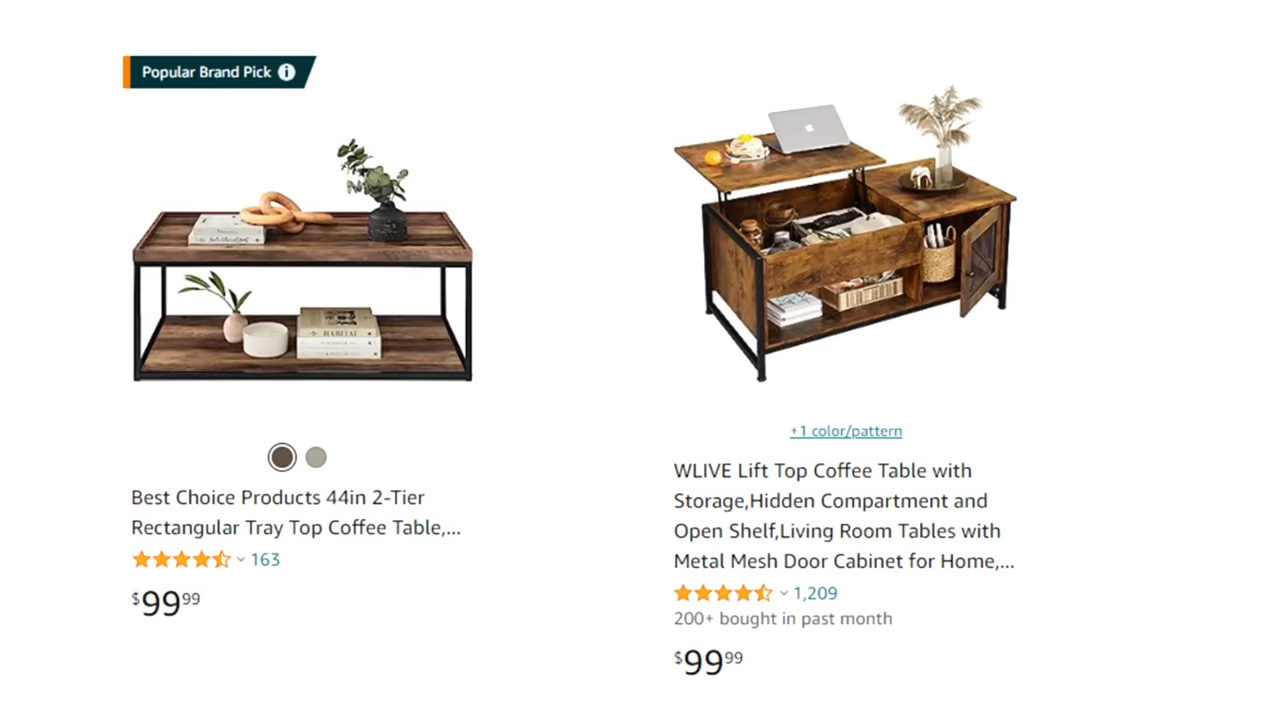 Popular Brand Pick
HABITAT
Best Choice Products 44in 2-Tier
Rectangular Tray Top Coffee Table,...
163
$99 99
+1 color/pattern
WLIVE Lift Top Coffee Table with
Storage,Hidden Compartment and
Open Shelf,Living Room Tables with
Metal Mesh Door Cabinet for Home,...
1,209
200+ bought in past month
$99 99